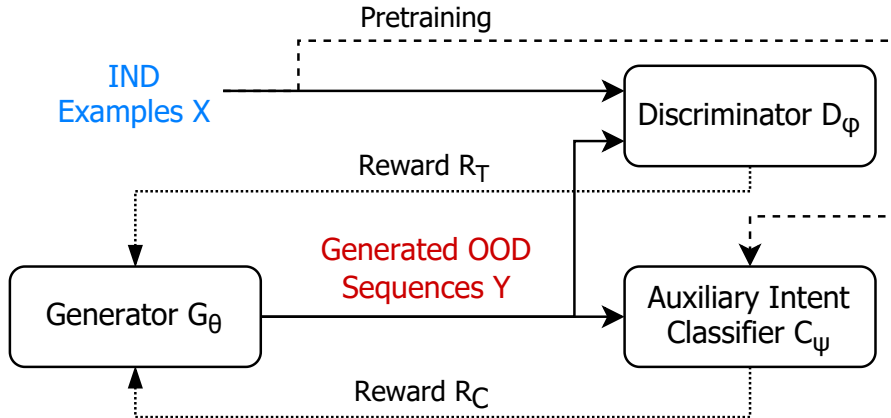 Pretraining
IND
Examples X
Discriminator Dφ
Reward RT
Generated OOD
Sequences Y
Generator Gθ
Auxiliary Intent
Classifier Cψ
Reward RC